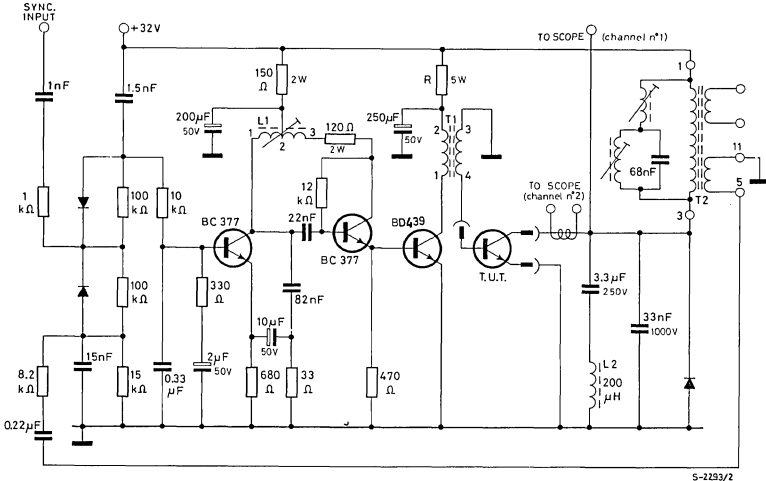 SYNC.
INPUT
+32V
TO SCOPE (channel n°1)
1nF
1.5nF
150
Ω
2W
R
5W
1
200µF
50V
L1
1
2
3
120Ω
2W
250µF
50V
T1
2
3
1
4
68nF
11
5
T2
3
1
kΩ
100
kΩ
10
kΩ
12
kΩ
TO SCOPE
(channel n°2)
BC 377
22nF
BC 377
BD439
T.U.T.
100
kΩ
330
Ω
82nF
3.3µF
250V
33nF
1000V
10µF
50V
8.2
kΩ
15nF
15
kΩ
0.33
µF
2µF
50V
680
Ω
33
Ω
470
Ω
L2
200
µH
0.22µF
S-2293/2